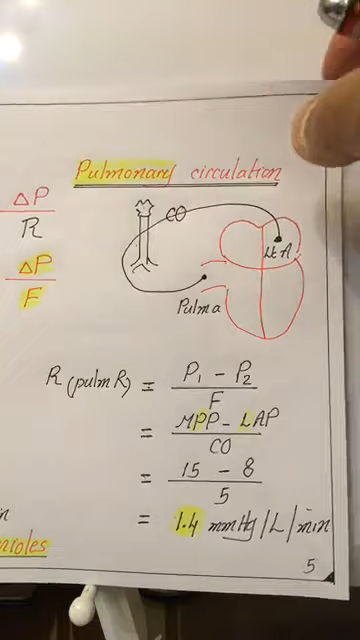 Pulmonary circulation
ΔP
R
CO
ΔP
F
Lt A
Pulm a
R (pulm R) = P₁ - P₂
F
= MPP - LAP
CO
= 15 - 8
5
= 1.4 mmHg/L/min
5